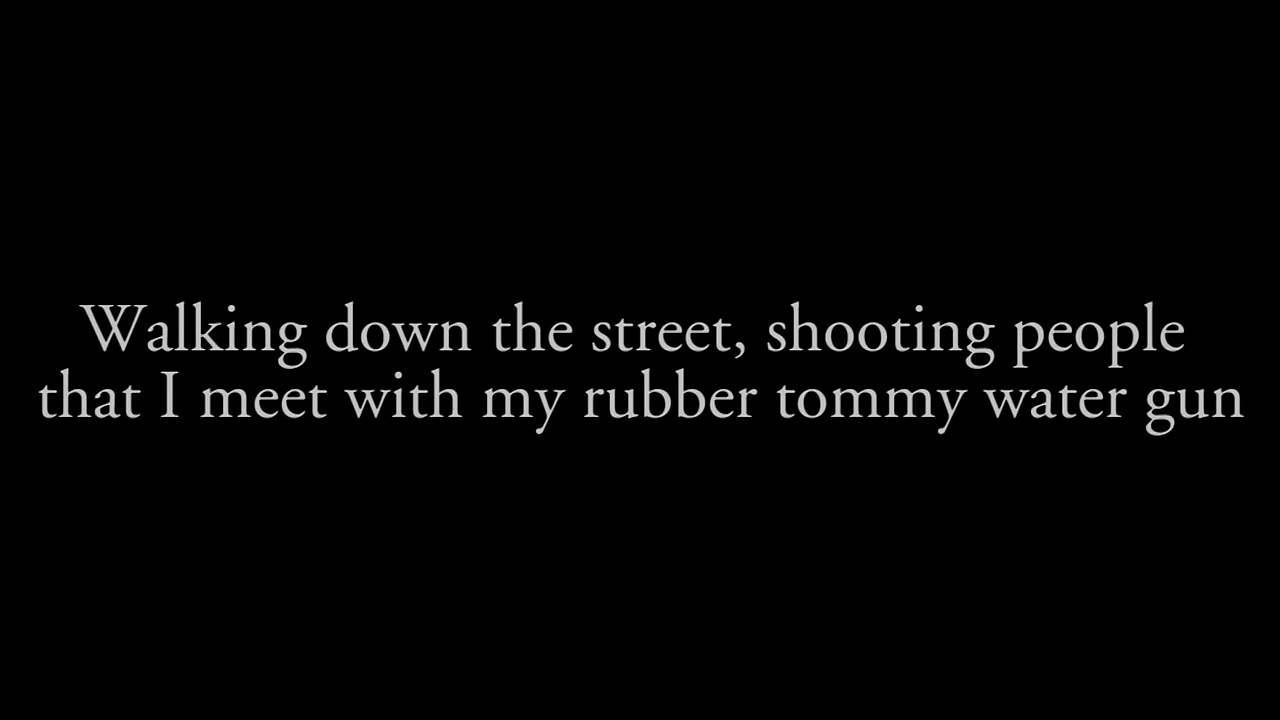 Walking down the street, shooting people
that I meet with my rubber tommy water gun